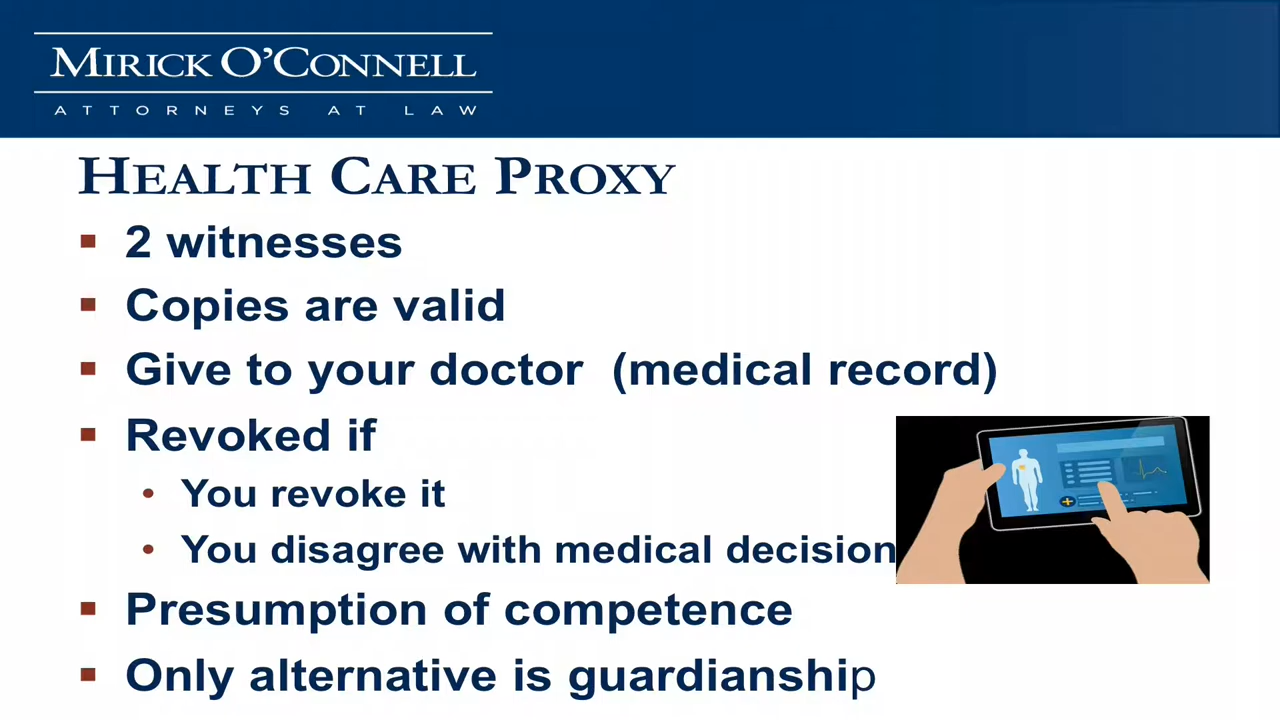 MIRICK O'CONNELL
ATTORNEYS AT LAW
HEALTH CARE PROXY
▪ 2 witnesses
▪ Copies are valid
▪ Give to your doctor (medical record)
▪ Revoked if
• You revoke it
• You disagree with medical decision
▪ Presumption of competence
▪ Only alternative is guardianship